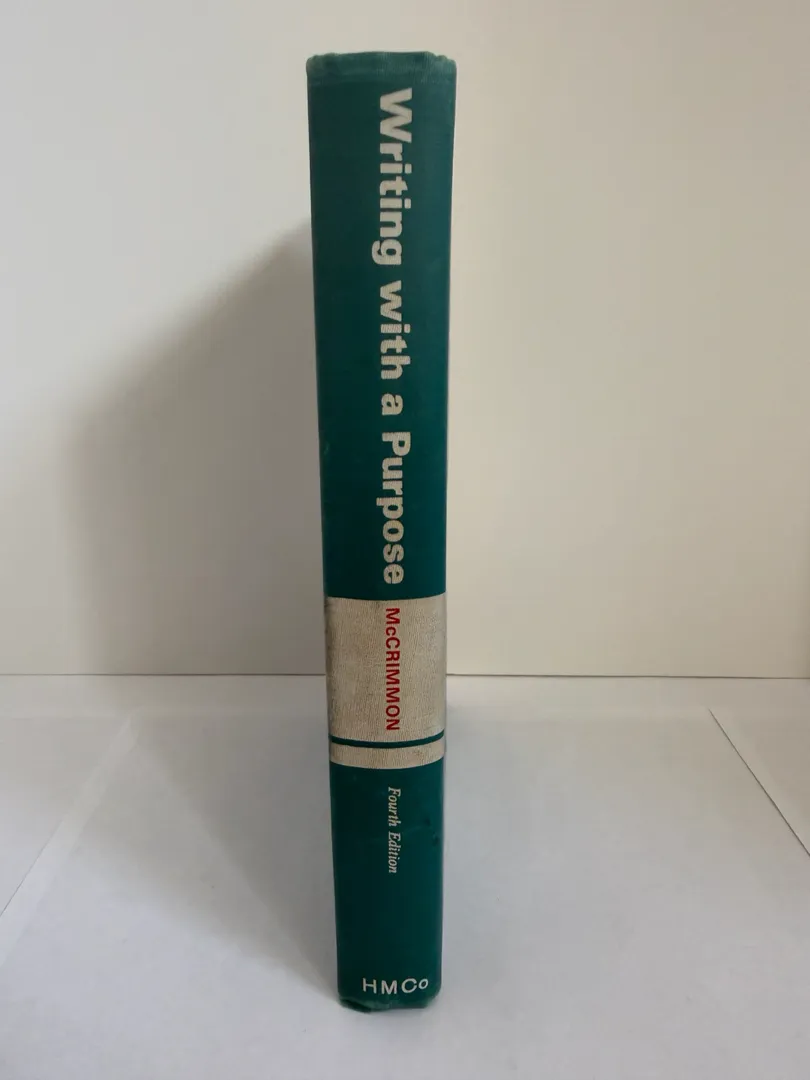 Writing with a Purpose
McCRIMMON
Fourth Edition
HMCo